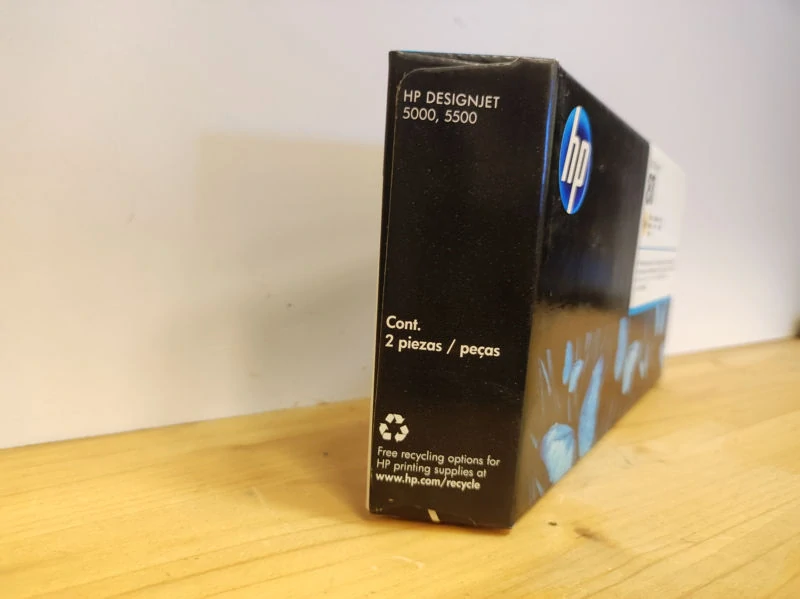 HP DESIGNJET
5000, 5500
hp
Cont.
2 piezas / peças
Free recycling options for
HP printing supplies at
www.hp.com/recycle